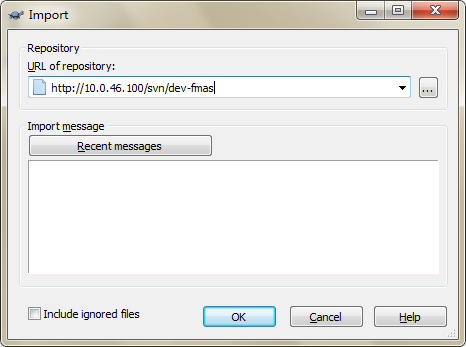 Import
Repository
URL of repository:
http://10.0.46.100/svn/dev-fmas
...
Import message
Recent messages
Include ignored files
OK
Cancel
Help